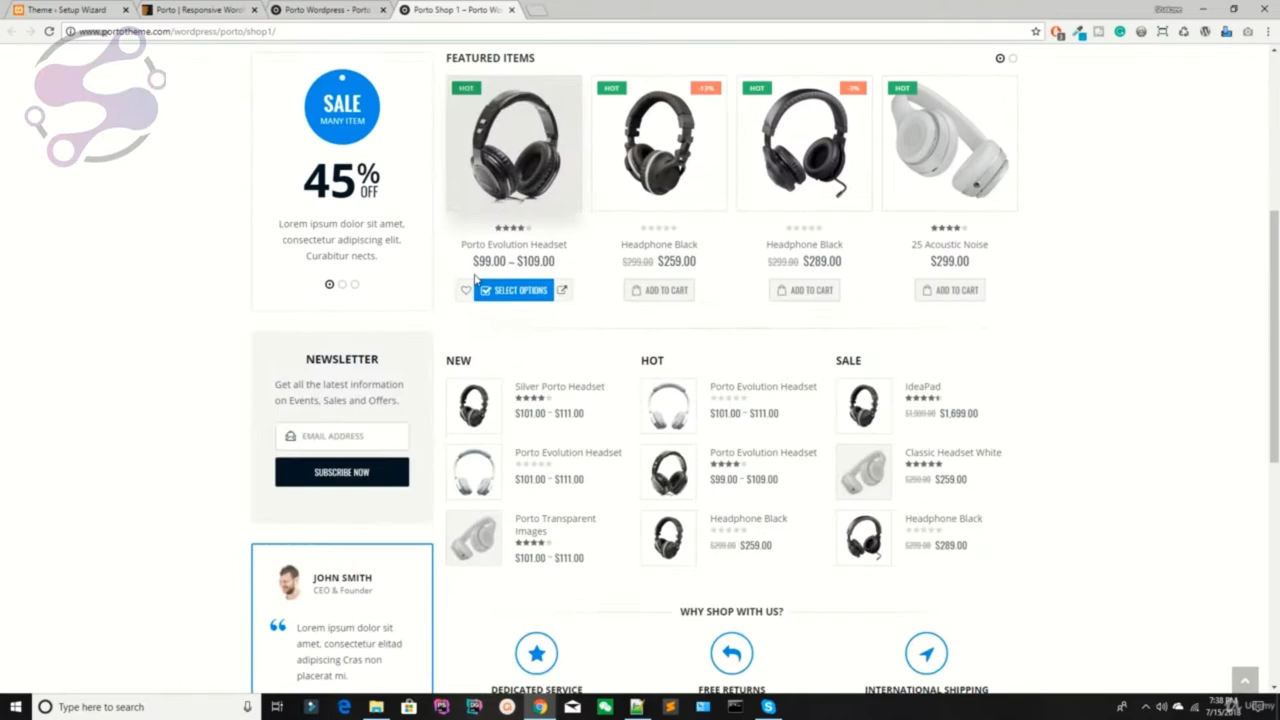 Theme ‹ Setup Wizard
Porto | Responsive Word
Porto Wordpress - Porto
Porto Shop 1 – Porto Wo
www.portotheme.com/wordpress/porto/shop1/
SALE
MANY ITEM
45%
OFF
Lorem ipsum dolor sit amet,
consectetur adipiscing elit.
Curabitur nects.
FEATURED ITEMS
HOT
HOT
-13%
HOT
-3%
HOT
Porto Evolution Headset
$99.00 – $109.00
SELECT OPTIONS
Headphone Black
$299.00 $259.00
ADD TO CART
Headphone Black
$299.00 $289.00
ADD TO CART
25 Acoustic Noise
$299.00
ADD TO CART
NEWSLETTER
Get all the latest information
on Events, Sales and Offers.
EMAIL ADDRESS
SUBSCRIBE NOW
NEW
Silver Porto Headset
$101.00 – $111.00
Porto Evolution Headset
$101.00 – $111.00
Porto Transparent
Images
$101.00 – $111.00
HOT
Porto Evolution Headset
$101.00 – $111.00
Porto Evolution Headset
$99.00 – $109.00
Headphone Black
$299.00 $259.00
SALE
IdeaPad
$1,699.00
Classic Headset White
$259.00
Headphone Black
$299.00 $289.00
JOHN SMITH
CEO & Founder
Lorem ipsum dolor sit
amet, consectetur elitad
adipiscing Cras non
placerat mi.
WHY SHOP WITH US?
DEDICATED SERVICE
FREE RETURNS
INTERNATIONAL SHIPPING
Type here to search
7:38
Udemy